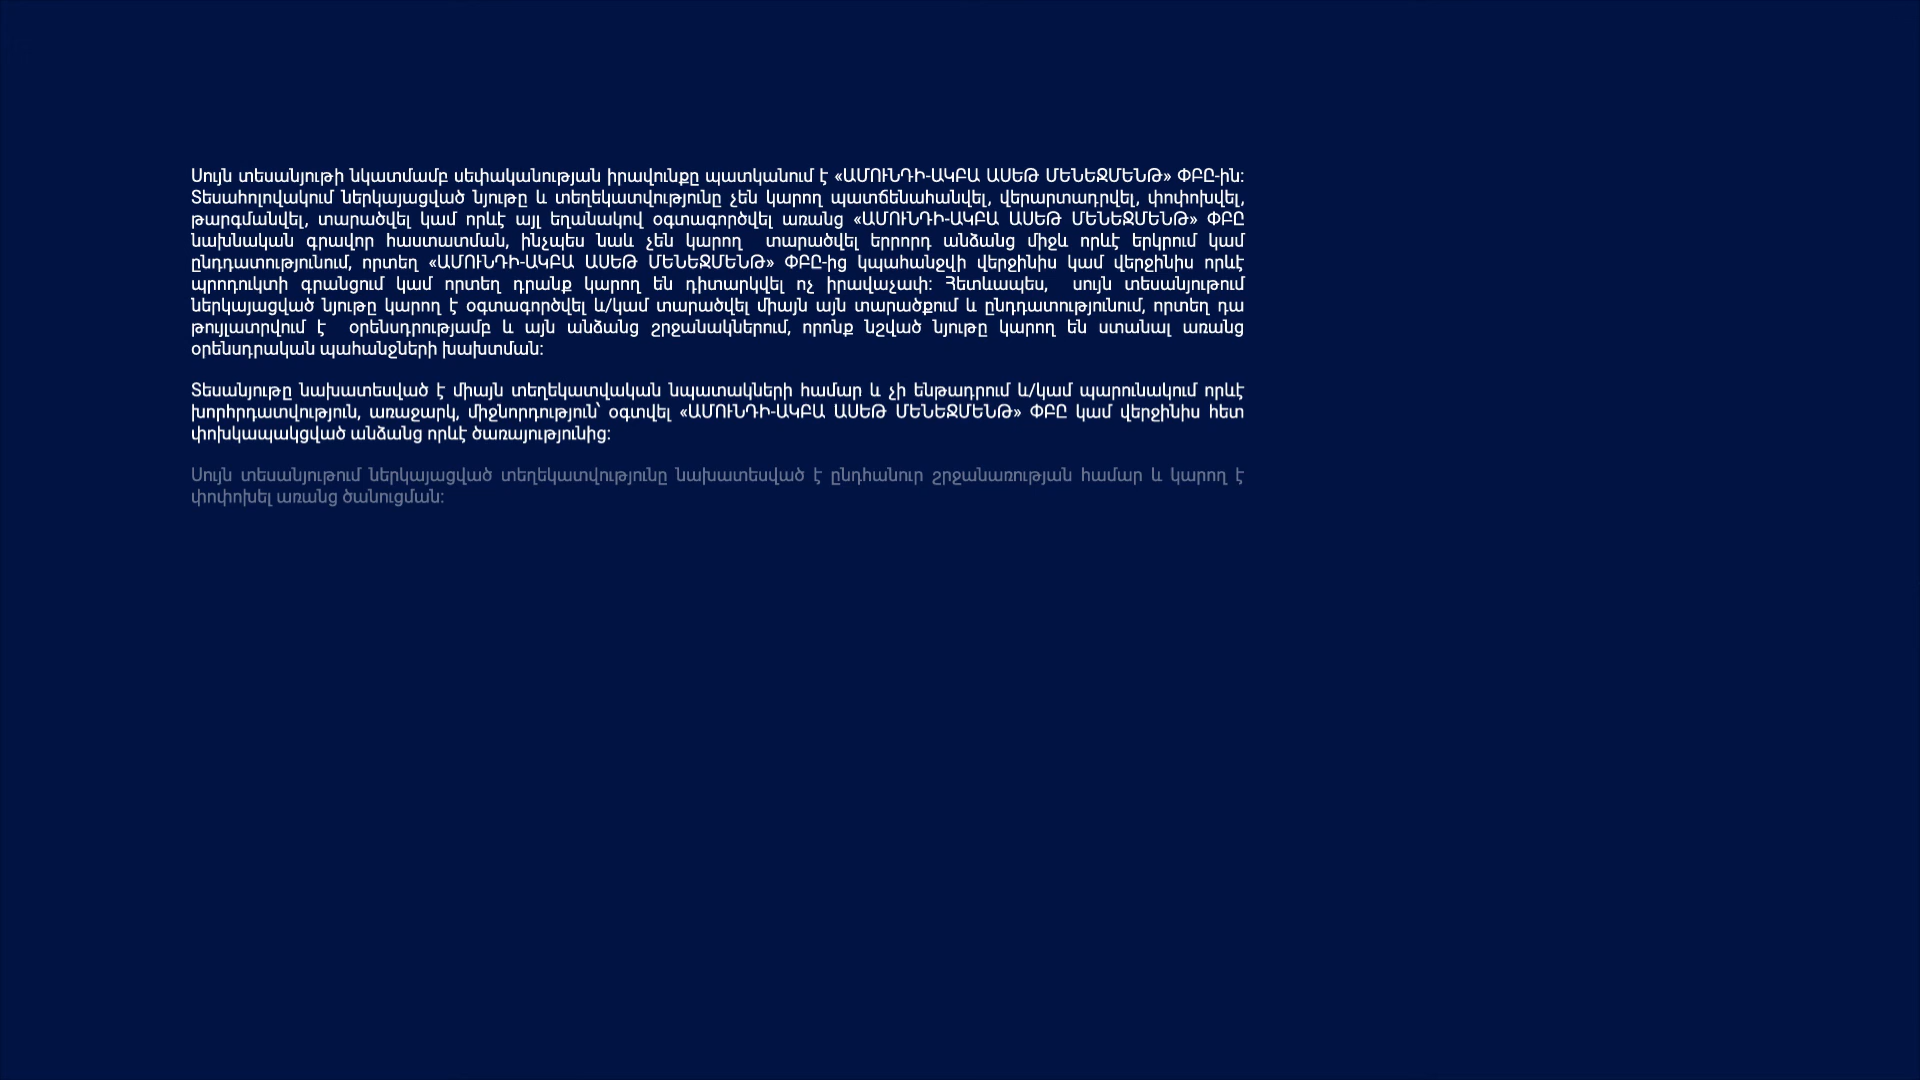 Սույն տեսանյութի նկատմամբ սեփականության իրավունքը պատկանում է «ԱՄՈՒՆԴԻ-ԱԿԲԱ ԱՍԵԹ ՄԵՆԵՋՄԵՆԹ» ՓԲԸ-ին:
Տեսահոլովակում ներկայացված նյութը և տեղեկատվությունը չեն կարող պատճենահանվել, վերարտադրվել, փոփոխվել,
թարգմանվել, տարածվել կամ որևէ այլ եղանակով օգտագործվել առանց «ԱՄՈՒՆԴԻ-ԱԿԲԱ ԱՍԵԹ ՄԵՆԵՋՄԵՆԹ» ՓԲԸ
նախնական գրավոր հաստատման, ինչպես նաև չեն կարող տարածվել երրորդ անձանց միջև որևէ երկրում կամ
ընդդատությունում, որտեղ «ԱՄՈՒՆԴԻ-ԱԿԲԱ ԱՍԵԹ ՄԵՆԵՋՄԵՆԹ» ՓԲԸ-ից կպահանջվի վերջինիս կամ վերջինիս որևէ
պրոդուկտի գրանցում կամ որտեղ դրանք կարող են դիտարկվել ոչ իրավաչափ: Հետևապես, սույն տեսանյութում
ներկայացված նյութը կարող է օգտագործվել և/կամ տարածվել միայն այն տարածքում և ընդդատությունում, որտեղ դա
թույլատրվում է օրենսդրությամբ և այն անձանց շրջանակներում, որոնք նշված նյութը կարող են ստանալ առանց
օրենսդրական պահանջների խախտման:
Տեսանյութը նախատեսված է միայն տեղեկատվական նպատակների համար և չի ենթադրում և/կամ պարունակում որևէ
խորհրդատվություն, առաջարկ, միջնորդություն՝ օգտվել «ԱՄՈՒՆԴԻ-ԱԿԲԱ ԱՍԵԹ ՄԵՆԵՋՄԵՆԹ» ՓԲԸ կամ վերջինիս հետ
փոխկապակցված անձանց որևէ ծառայությունից:
Սույն տեսանյութում ներկայացված տեղեկատվությունը նախատեսված է ընդհանուր շրջանառության համար և կարող է
փոփոխել առանց ծանուցման: